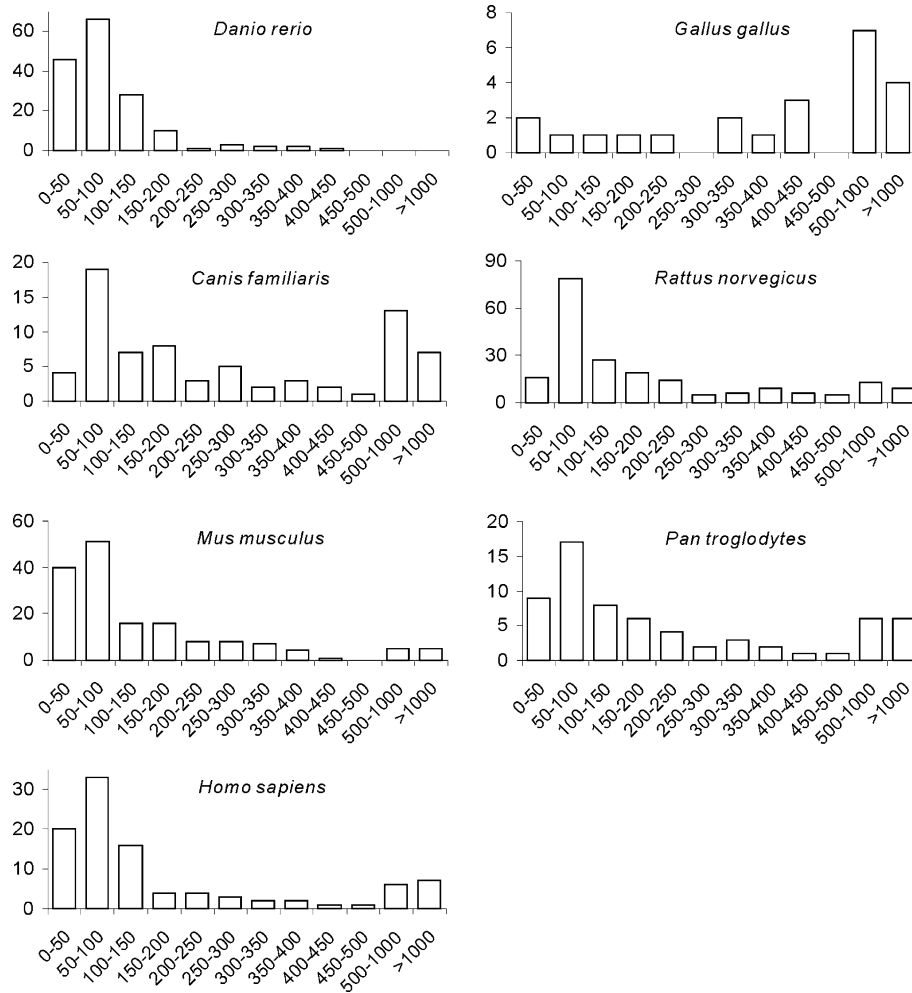 Danio rerio
60
40
20
0
0-50 50-100 100-150 150-200 200-250 250-300 300-350 350-400 400-450 450-500 500-1000 >1000
Gallus gallus
8
6
4
2
0
0-50 50-100 100-150 150-200 200-250 250-300 300-350 350-400 400-450 450-500 500-1000 >1000
Canis familiaris
20
15
10
5
0
0-50 50-100 100-150 150-200 200-250 250-300 300-350 350-400 400-450 450-500 500-1000 >1000
Rattus norvegicus
90
60
30
0
0-50 50-100 100-150 150-200 200-250 250-300 300-350 350-400 400-450 450-500 500-1000 >1000
Mus musculus
60
40
20
0
0-50 50-100 100-150 150-200 200-250 250-300 300-350 350-400 400-450 450-500 500-1000 >1000
Pan troglodytes
20
15
10
5
0
0-50 50-100 100-150 150-200 200-250 250-300 300-350 350-400 400-450 450-500 500-1000 >1000
Homo sapiens
30
20
10
0
0-50 50-100 100-150 150-200 200-250 250-300 300-350 350-400 400-450 450-500 500-1000 >1000